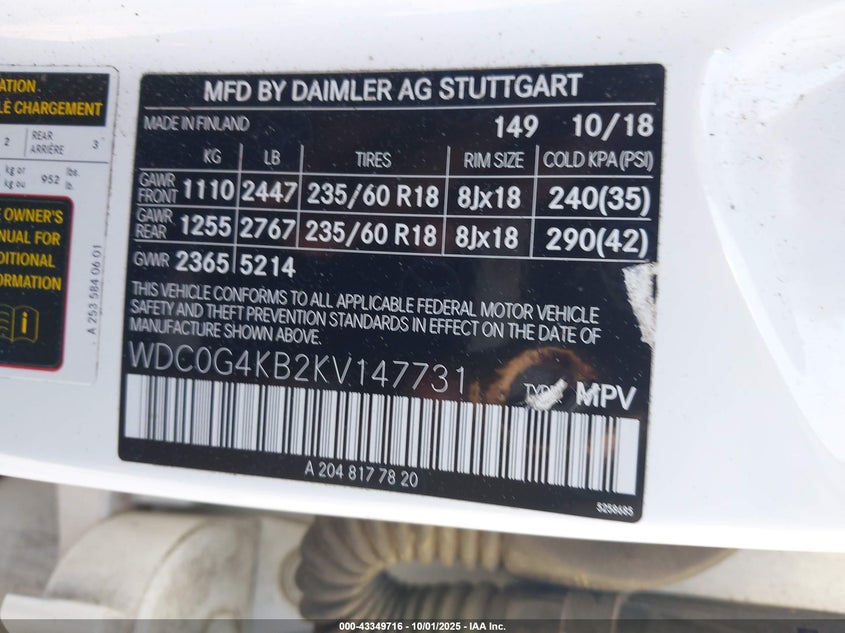 ATION
LE CHARGEMENT
2 REAR ARRIÈRE 3
kg or kg ou 952 lbs. lb.
E OWNER'S
NUAL FOR
DITIONAL
FORMATION
A 253 584 06 01
MFD BY DAIMLER AG STUTTGART
MADE IN FINLAND 149 10/18
KG LB TIRES RIM SIZE COLD KPA (PSI)
GAWR FRONT 1110 2447 235/60 R18 8Jx18 240(35)
GAWR REAR 1255 2767 235/60 R18 8Jx18 290(42)
GVWR 2365 5214
THIS VEHICLE CONFORMS TO ALL APPLICABLE FEDERAL MOTOR VEHICLE
SAFETY AND THEFT PREVENTION STANDARDS IN EFFECT ON THE DATE OF
MANUFACTURE SHOWN ABOVE.
WDC0G4KB2KV147731 TYPE: MPV
A 204 817 78 20
S258685
000-43349716 - 10/01/2025 - IAA Inc.